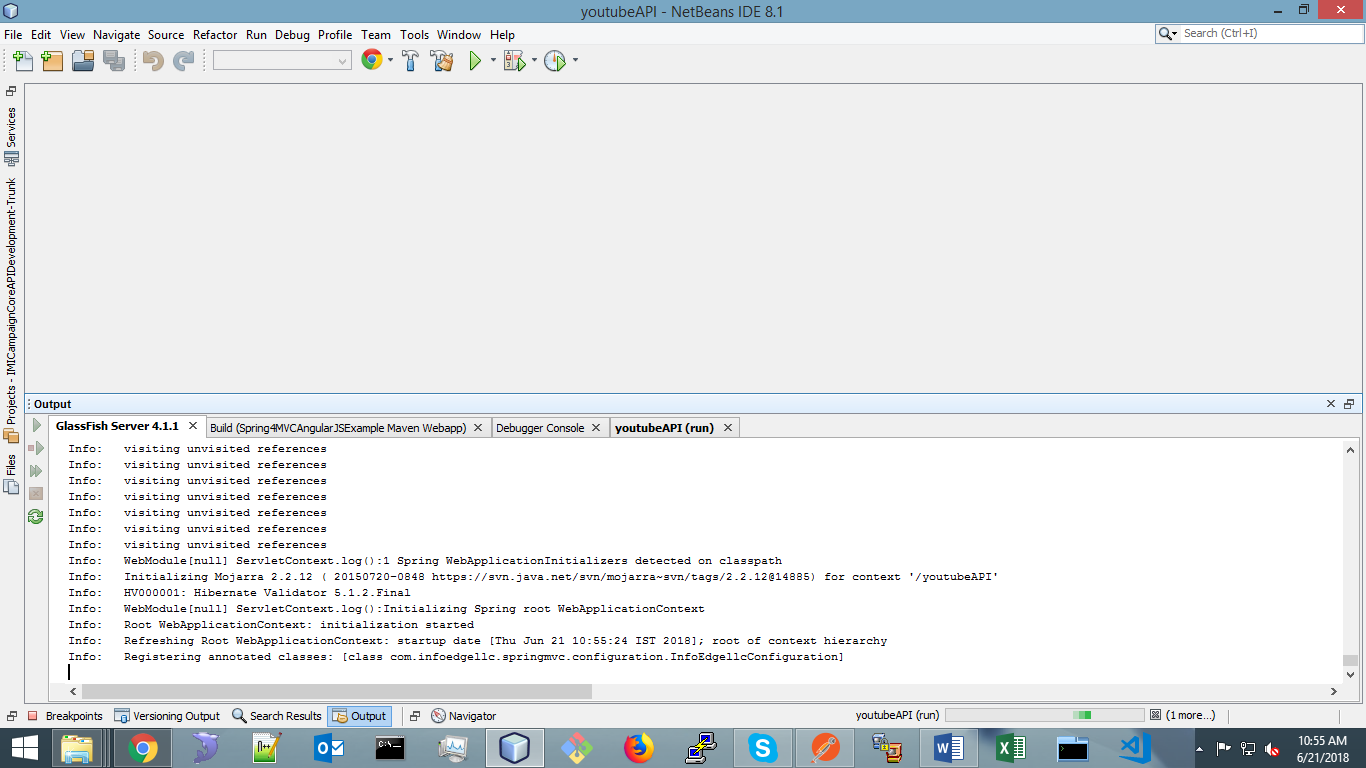 youtubeAPI - NetBeans IDE 8.1
File Edit View Navigate Source Refactor Run Debug Profile Team Tools Window Help
Search (Ctrl+I)
Services
Projects - IMICampaignCoreAPIDevelopment-Trunk
Files
Output
GlassFish Server 4.1.1 Build (Spring4MVCAngularJSExample Maven Webapp) Debugger Console youtubeAPI (run)
Info: visiting unvisited references
Info: visiting unvisited references
Info: visiting unvisited references
Info: visiting unvisited references
Info: visiting unvisited references
Info: visiting unvisited references
Info: visiting unvisited references
Info: WebModule[null] ServletContext.log():1 Spring WebApplicationInitializers detected on classpath
Info: Initializing Mojarra 2.2.12 ( 20150720-0848 https://svn.java.net/svn/mojarra~svn/tags/2.2.12@14885) for context '/youtubeAPI'
Info: HV000001: Hibernate Validator 5.1.2.Final
Info: WebModule[null] ServletContext.log():Initializing Spring root WebApplicationContext
Info: Root WebApplicationContext: initialization started
Info: Refreshing Root WebApplicationContext: startup date [Thu Jun 21 10:55:24 IST 2018]; root of context hierarchy
Info: Registering annotated classes: [class com.infoedgellc.springmvc.configuration.InfoEdgellcConfiguration]
Breakpoints Versioning Output Search Results Output Navigator youtubeAPI (run) (1 more...)
10:55 AM
6/21/2018